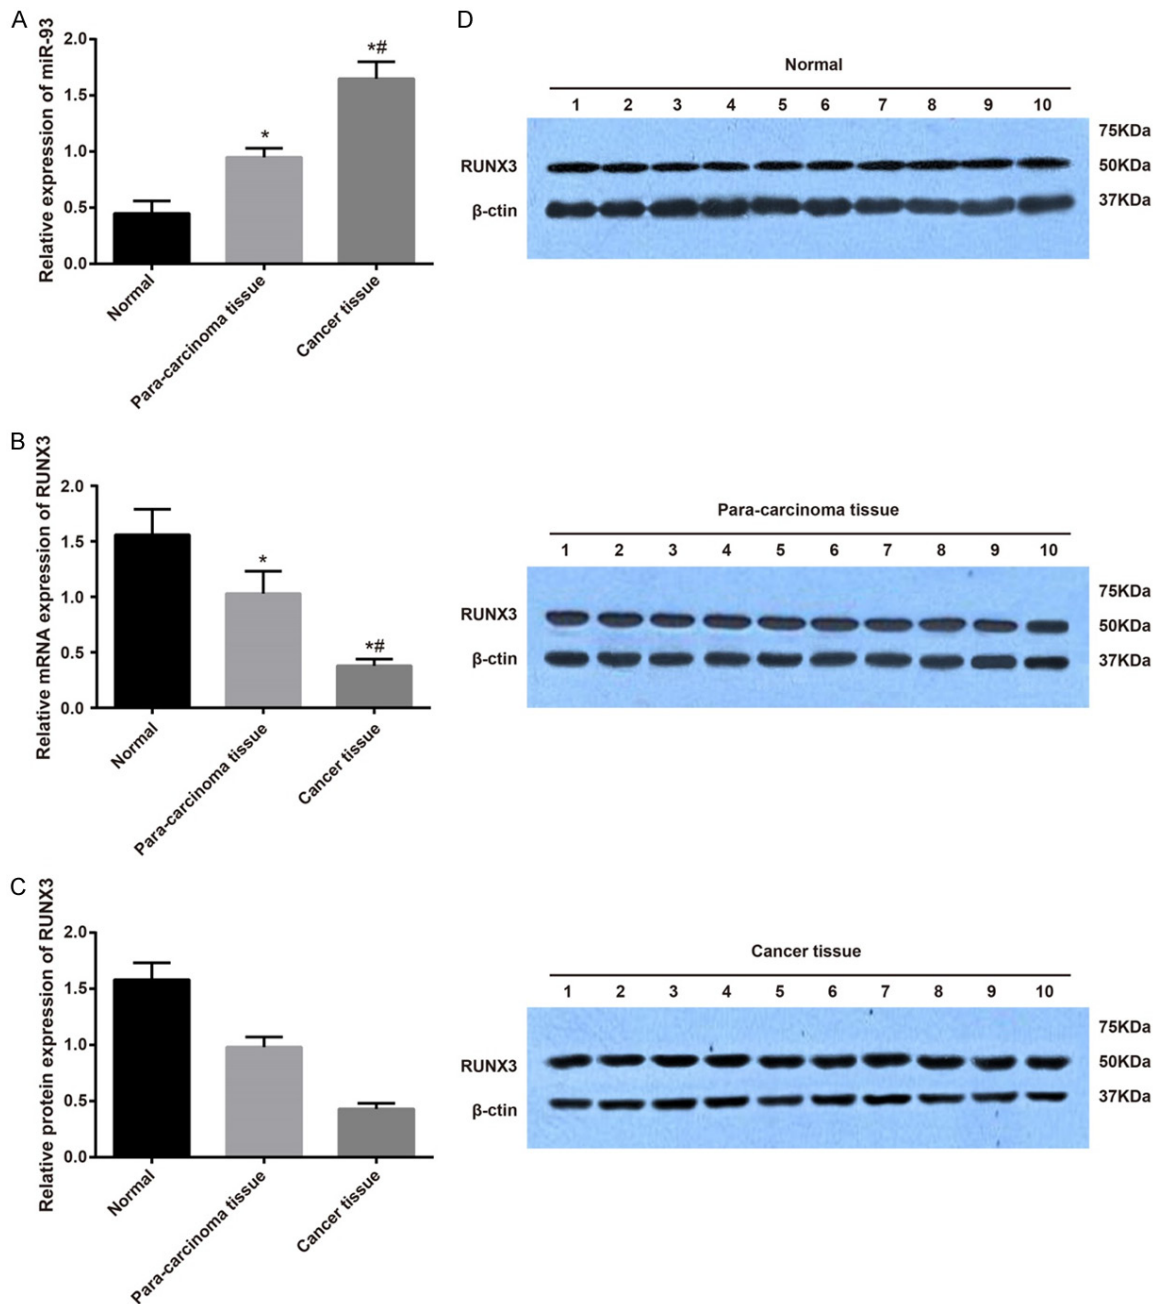 A
Relative expression of miR-93
2.0
1.5
1.0
0.5
0.0
*
*#
Normal
Para-carcinoma tissue
Cancer tissue
B
Relative mRNA expression of RUNX3
2.0
1.5
1.0
0.5
0.0
*
*#
Normal
Para-carcinoma tissue
Cancer tissue
C
Relative protein expression of RUNX3
2.0
1.5
1.0
0.5
0.0
Normal
Para-carcinoma tissue
Cancer tissue
D
Normal
1 2 3 4 5 6 7 8 9 10
75KDa
RUNX3 50KDa
β-ctin 37KDa
Para-carcinoma tissue
1 2 3 4 5 6 7 8 9 10
75KDa
RUNX3 50KDa
β-ctin 37KDa
Cancer tissue
1 2 3 4 5 6 7 8 9 10
75KDa
RUNX3 50KDa
β-ctin 37KDa